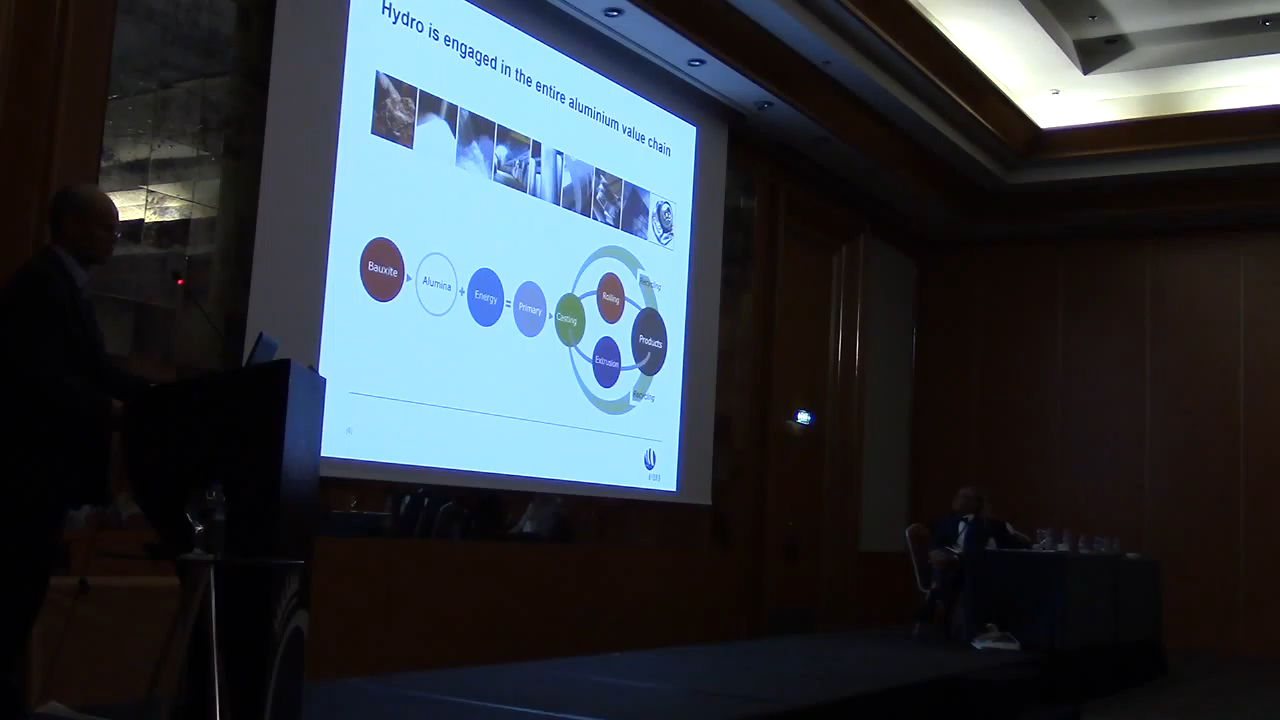 Hydro is engaged in the entire aluminium value chain
Bauxite
Alumina
+
Energy
=
Primary
Casting
Rolling
Extrusion
Products
Recycling
Recycling